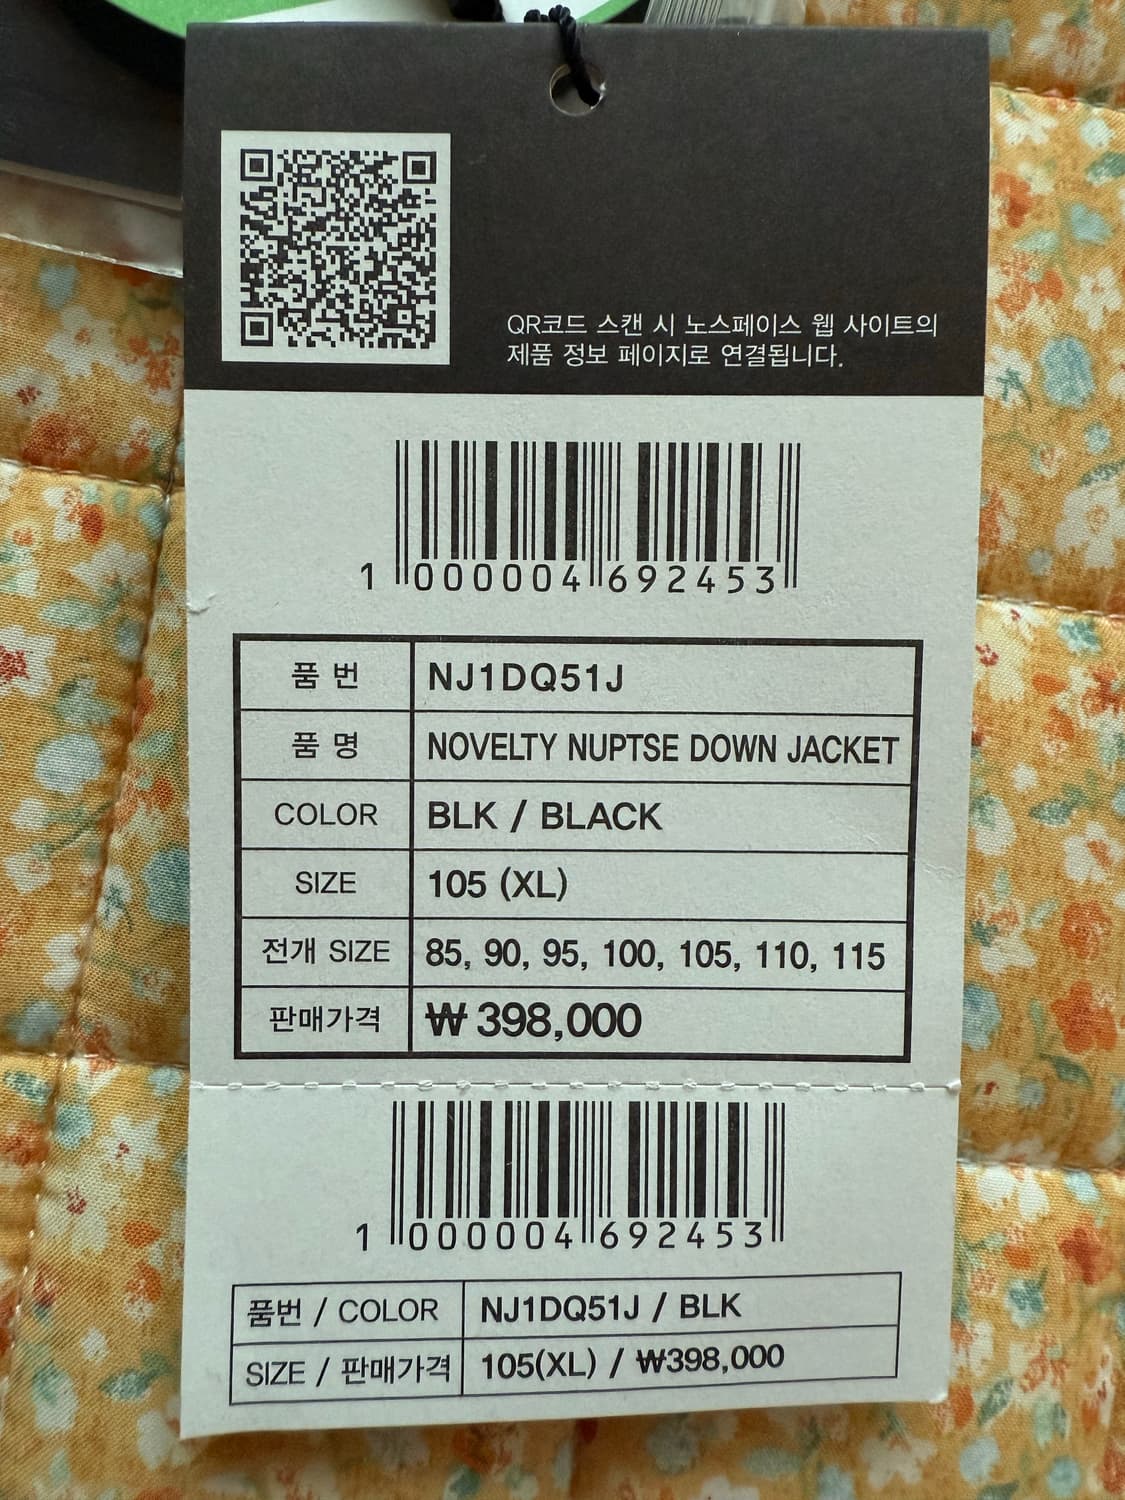 QR코드 스캔 시 노스페이스 웹 사이트의
제품 정보 페이지로 연결됩니다.
1 000004 692453
품 번 NJ1DQ51J
품 명 NOVELTY NUPTSE DOWN JACKET
COLOR BLK / BLACK
SIZE 105 (XL)
전개 SIZE 85, 90, 95, 100, 105, 110, 115
판매가격 ₩ 398,000
1 000004 692453
품번 / COLOR NJ1DQ51J / BLK
SIZE / 판매가격 105(XL) / ₩398,000